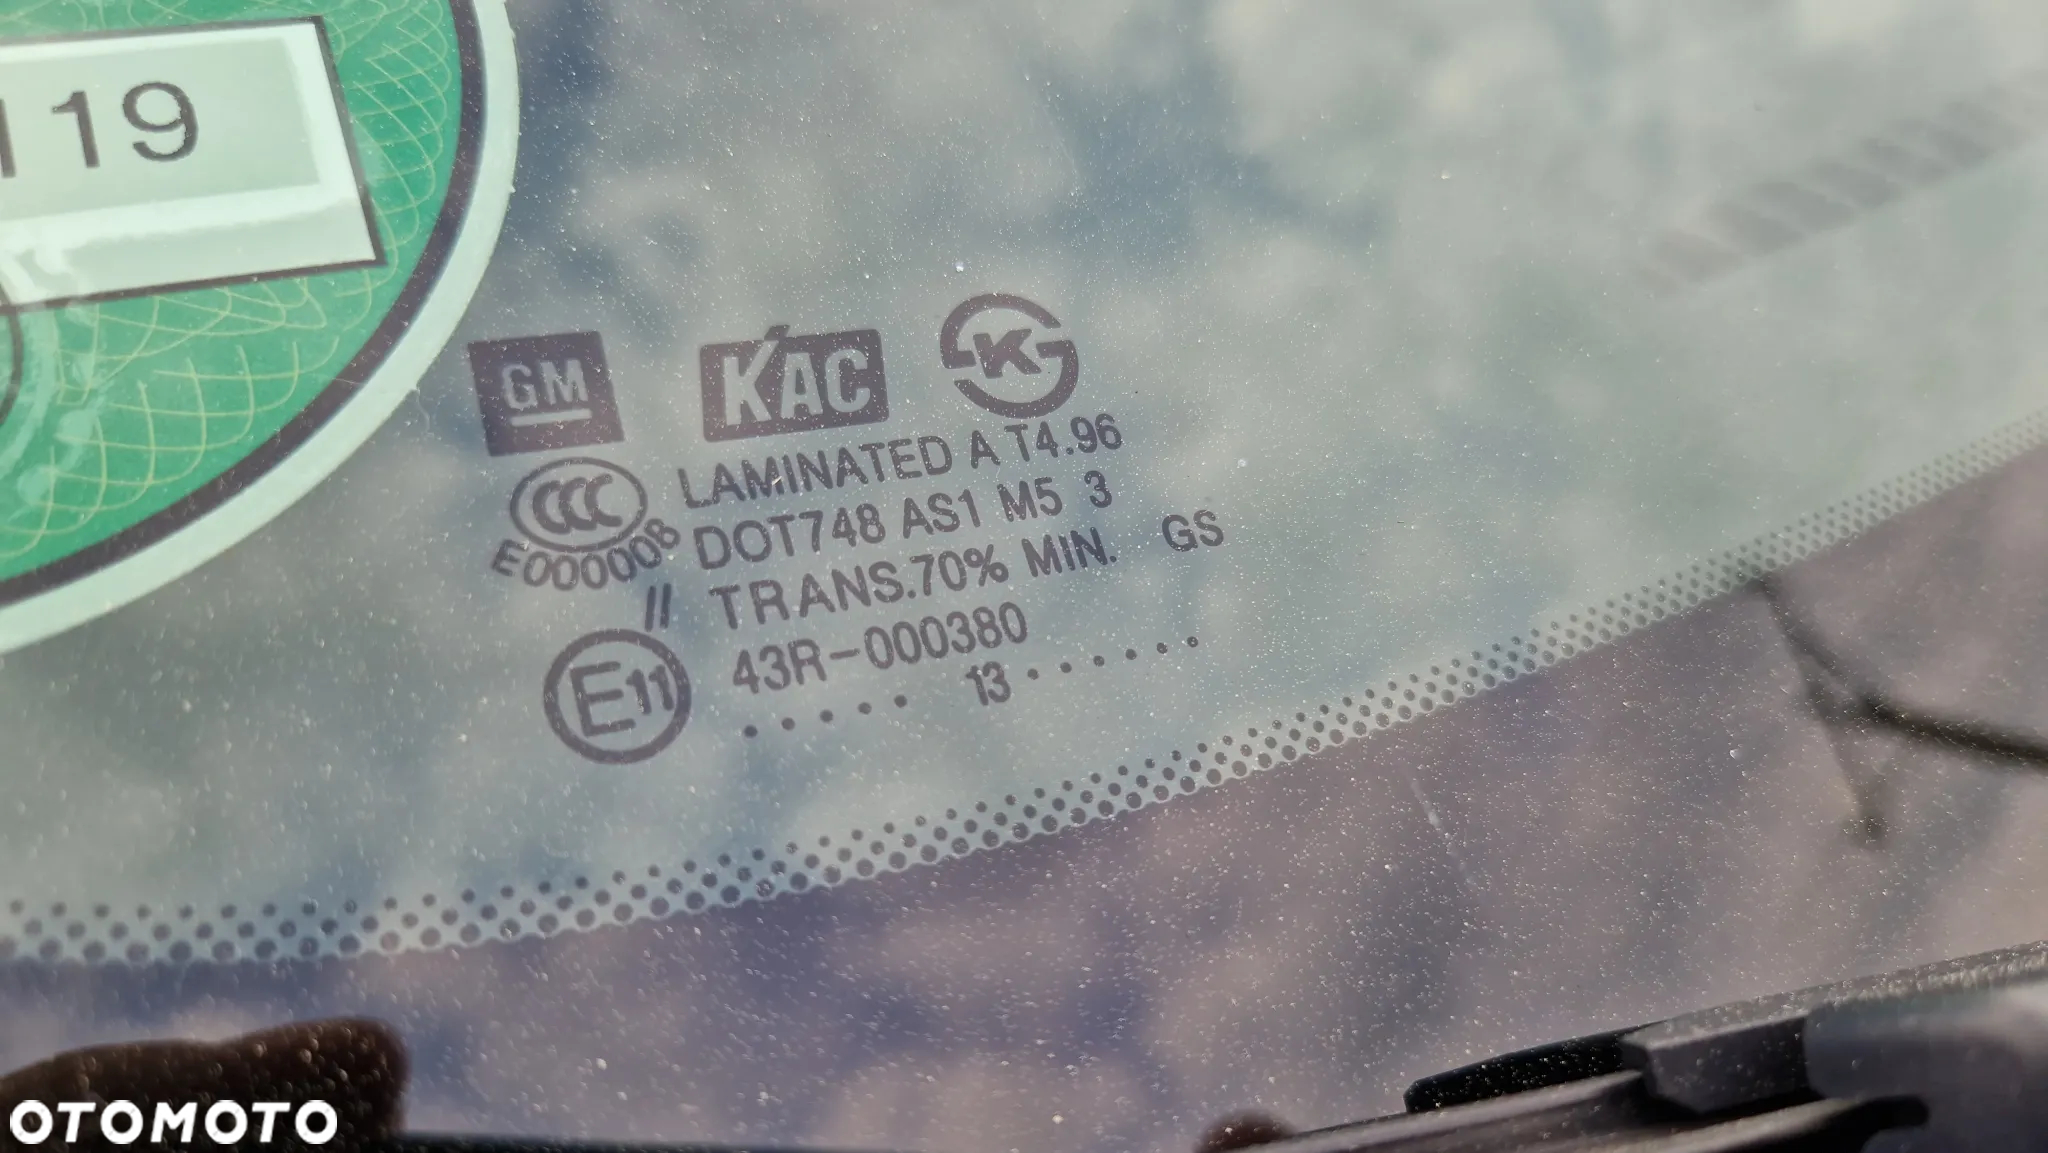 119
GM KAC K
CCC LAMINATED A T4.96
E000008 DOT748 AS1 M5 3
// TRANS.70% MIN. GS
E11 43R-000380
..... 13 ......
OTOMOTO